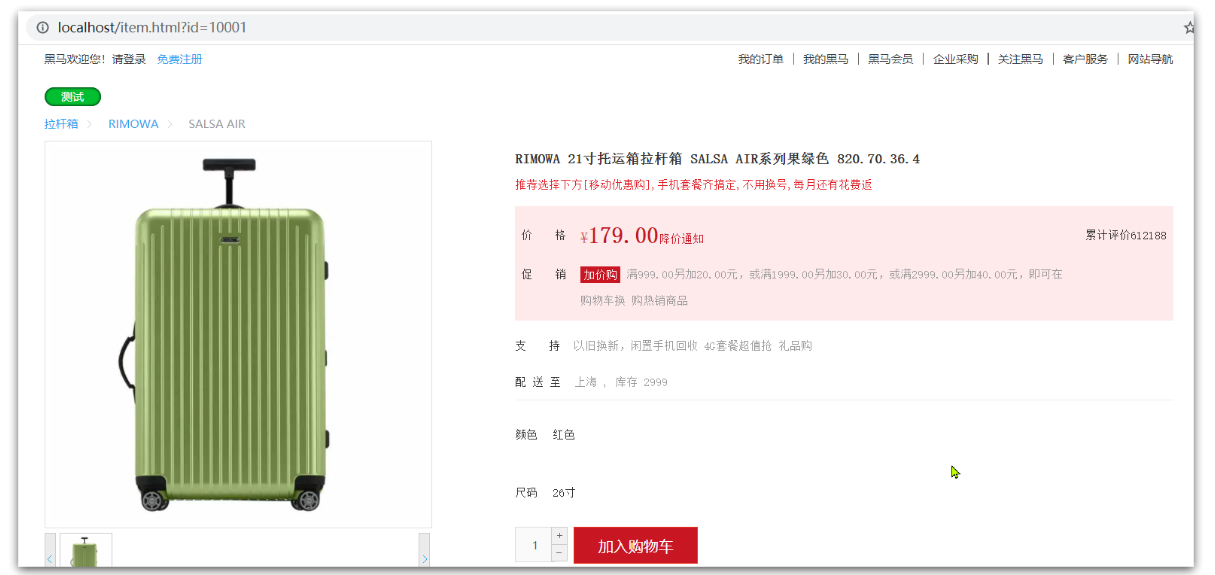 localhost/item.html?id=10001
黑马欢迎您！请登录 免费注册 我的订单 | 我的黑马 | 黑马会员 | 企业采购 | 关注黑马 | 客户服务 | 网站导航
测试
拉杆箱 > RIMOWA > SALSA AIR
RIMOWA 21寸托运箱拉杆箱 SALSA AIR系列果绿色 820.70.36.4
推荐选择下方[移动优惠购],手机套餐齐搞定,不用换号,每月还有花费返
价 格 ¥179.00降价通知 累计评价612188
促 销 加价购 满999.00另加20.00元，或满1999.00另加30.00元，或满2999.00另加40.00元，即可在
购物车换 购热销商品
支 持 以旧换新，闲置手机回收 4G套餐超值抢 礼品购
配 送 至 上海 ， 库存 2999
颜色 红色
尺码 26寸
< > 1 + − 加入购物车